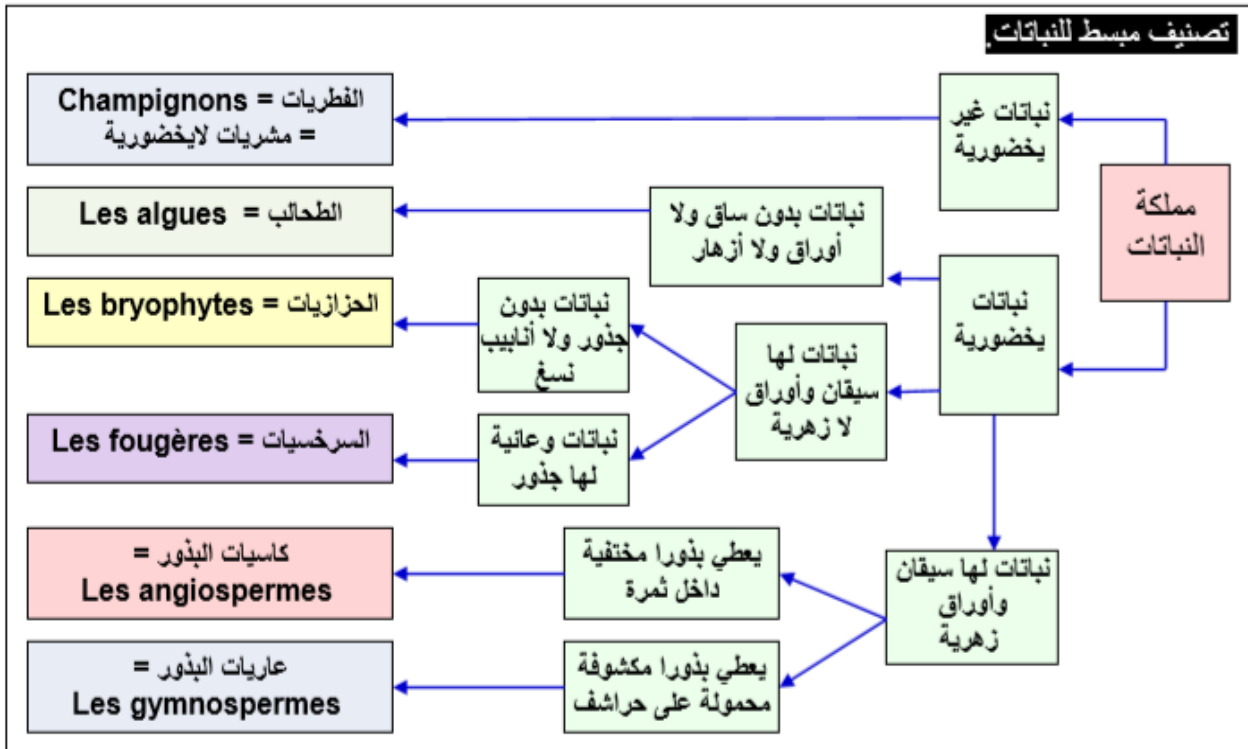 تصنيف مبسط للنباتات.
مملكة
النباتات
نباتات غير
يخضورية
الفطريات = Champignons
= مشريات لايخضورية
نباتات
يخضورية
نباتات بدون ساق ولا
أوراق ولا أزهار
الطحالب = Les algues
نباتات لها
سيقان وأوراق
لا زهرية
نباتات بدون
جذور ولا أنابيب
نسغ
الحزازيات = Les bryophytes
نباتات وعائية
لها جذور
السرخسيات = Les fougères
نباتات لها سيقان
وأوراق
زهرية
يعطي بذورا مختفية
داخل ثمرة
كاسيات البذور =
Les angiospermes
يعطي بذورا مكشوفة
محمولة على حراشف
عاريات البذور =
Les gymnospermes